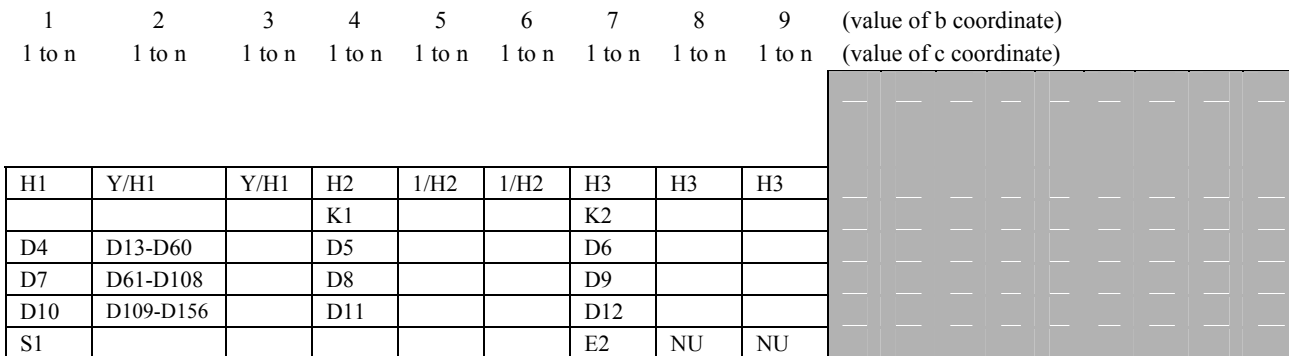 1 2 3 4 5 6 7 8 9 (value of b coordinate)
1 to n 1 to n 1 to n 1 to n 1 to n 1 to n 1 to n 1 to n 1 to n (value of c coordinate)
H1 Y/H1 Y/H1 H2 1/H2 1/H2 H3 H3 H3
K1 K2
D4 D13-D60 D5 D6
D7 D61-D108 D8 D9
D10 D109-D156 D11 D12
S1 E2 NU NU